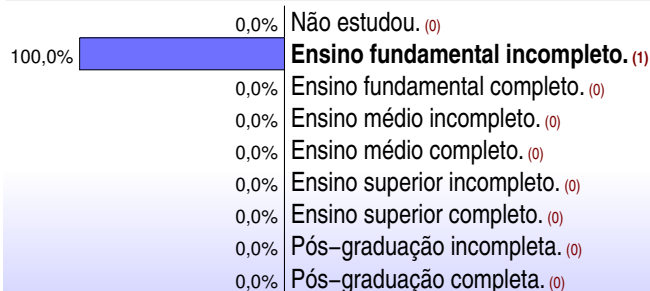 0,0% Não estudou. (0)
100,0% Ensino fundamental incompleto. (1)
0,0% Ensino fundamental completo. (0)
0,0% Ensino médio incompleto. (0)
0,0% Ensino médio completo. (0)
0,0% Ensino superior incompleto. (0)
0,0% Ensino superior completo. (0)
0,0% Pós−graduação incompleta. (0)
0,0% Pós−graduação completa. (0)